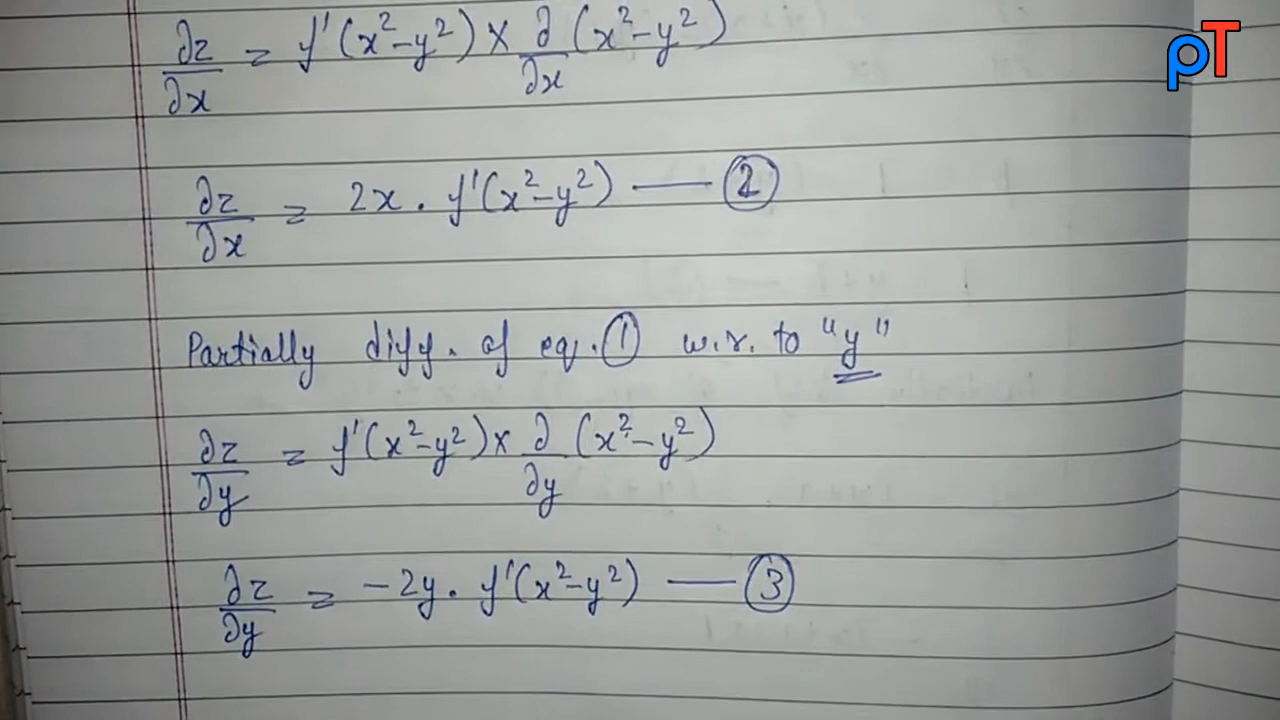 ∂z/∂x = f'(x²-y²) × ∂/∂x (x²-y²)
pT
∂z/∂x = 2x . f'(x²-y²) — ②
Partially diff. of eq. ① w.r. to "y"
∂z/∂y = f'(x²-y²) × ∂/∂y (x²-y²)
∂z/∂y = -2y . f'(x²-y²) — ③